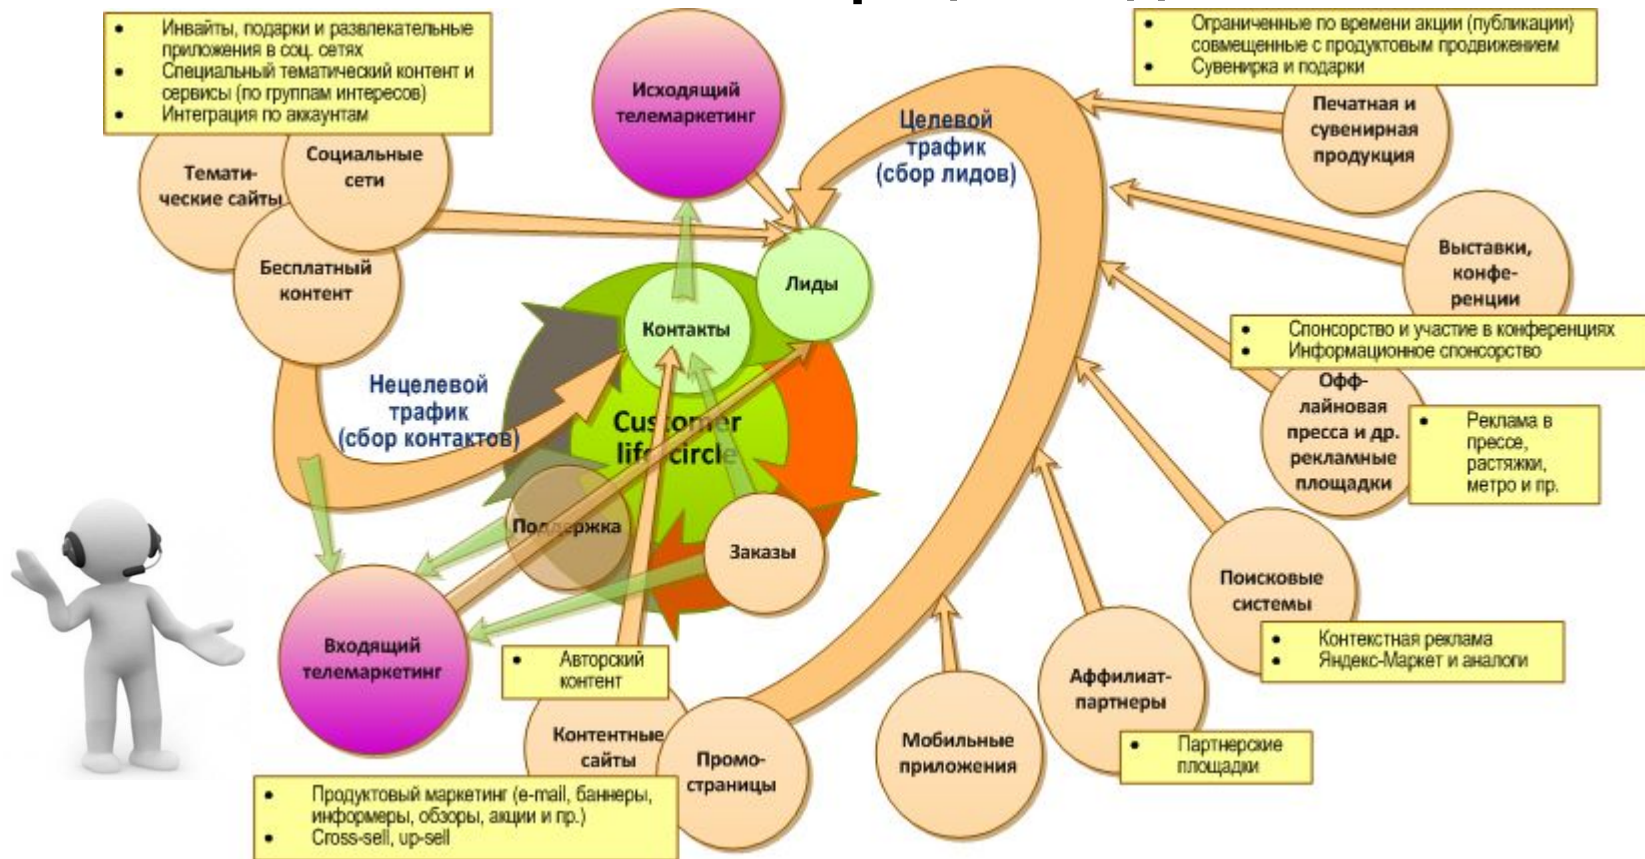 Инвайты, подарки и развлекательные
приложения в соц. сетях
Специальный тематический контент и
сервисы (по группам интересов)
Интеграция по аккаунтам
Социальные
сети
Темати-
ческие сайты
Бесплатный
контент
Исходящий
телемаркетинг
Целевой
трафик
(сбор лидов)
Ограниченные по времени акции (публикации)
совмещенные с продуктовым продвижением
Сувенирка и подарки
Печатная и
сувенирная
продукция
Выставки,
конфе-
ренции
Спонсорство и участие в конференциях
Информационное спонсорство
Лиды
Контакты
Нецелевой
трафик
(сбор контактов)
Customer
life circle
Офф-
лайновая
пресса и др.
рекламные
площадки
Реклама в
прессе,
растяжки,
метро и пр.
Поддержка
Заказы
Поисковые
системы
Контекстная реклама
Яндекс-Маркет и аналоги
Входящий
телемаркетинг
Авторский
контент
Контентные
сайты
Промо-
страницы
Мобильные
приложения
Аффилиат-
партнеры
Партнерские
площадки
Продуктовый маркетинг (e-mail, баннеры,
информеры, обзоры, акции и пр.)
Cross-sell, up-sell